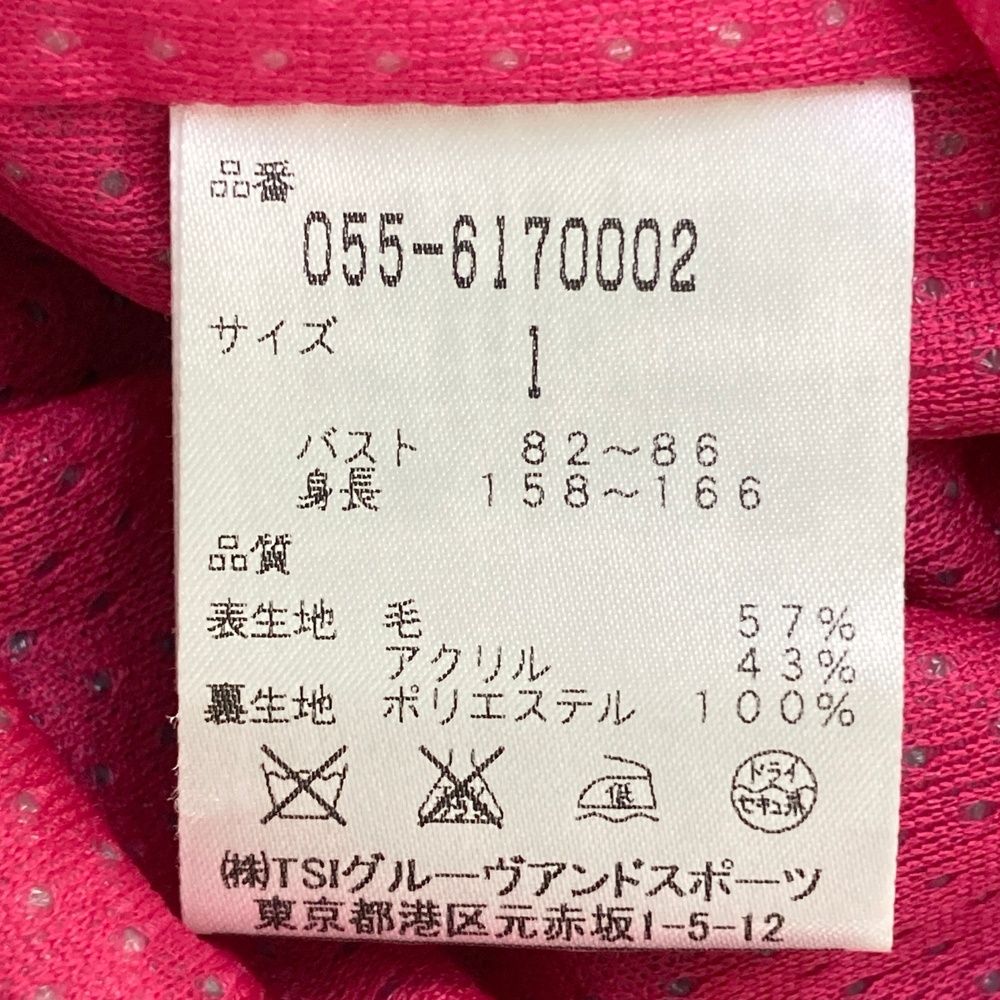 品番
055-6170002
サイズ 1
バスト 82〜86
身長 158〜166
品質
表生地 毛 57%
アクリル 43%
裏生地 ポリエステル 100%
低 ドライ
セキユ系
(株)TSIグルーヴアンドスポーツ
東京都港区元赤坂1-5-12